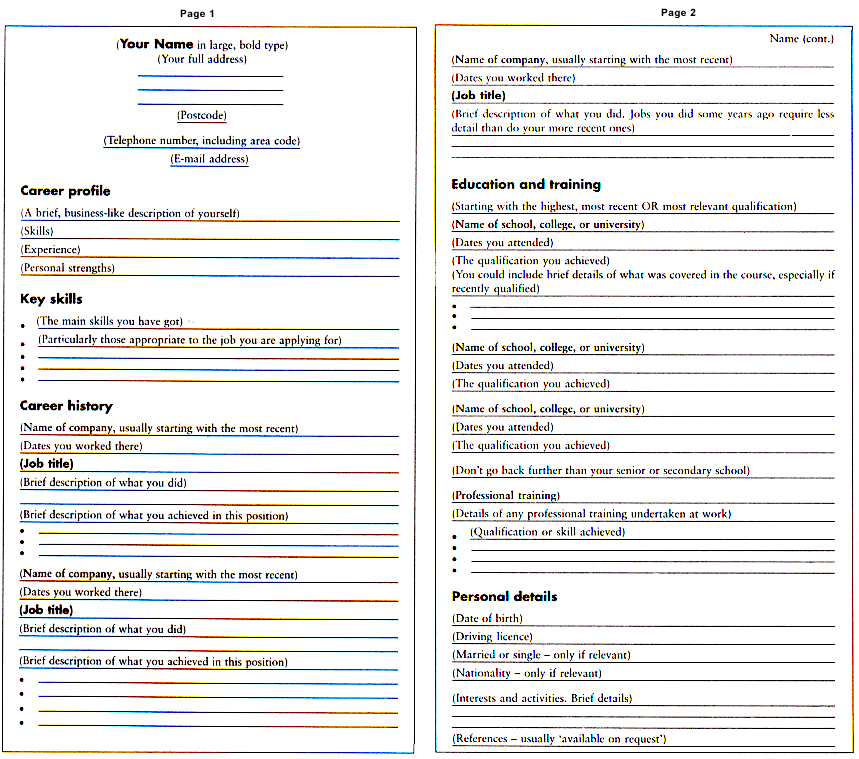 Page 1
(Your Name in large, bold type)
(Your full address)
(Postcode)
(Telephone number, including area code)
(E-mail address)
Career profile
(A brief, business-like description of yourself)
(Skills)
(Experience)
(Personal strengths)
Key skills
(The main skills you have got)
(Particularly those appropriate to the job you are applying for)
Career history
(Name of company, usually starting with the most recent)
(Dates you worked there)
(Job title)
(Brief description of what you did)
(Brief description of what you achieved in this position)
(Name of company, usually starting with the most recent)
(Dates you worked there)
(Job title)
(Brief description of what you did)
(Brief description of what you achieved in this position)
Page 2
Name (cont.)
(Name of company, usually starting with the most recent)
(Dates you worked there)
(Job title)
(Brief description of what you did. Jobs you did some years ago require less
detail than do your more recent ones)
Education and training
(Starting with the highest, most recent OR most relevant qualification)
(Name of school, college, or university)
(Dates you attended)
(The qualification you achieved)
(You could include brief details of what was covered in the course, especially if
recently qualified)
(Name of school, college, or university)
(Dates you attended)
(The qualification you achieved)
(Name of school, college, or university)
(Dates you attended)
(The qualification you achieved)
(Don't go back further than your senior or secondary school)
(Professional training)
(Details of any professional training undertaken at work)
(Qualification or skill achieved)
Personal details
(Date of birth)
(Driving licence)
(Married or single – only if relevant)
(Nationality – only if relevant)
(Interests and activities. Brief details)
(References – usually 'available on request')